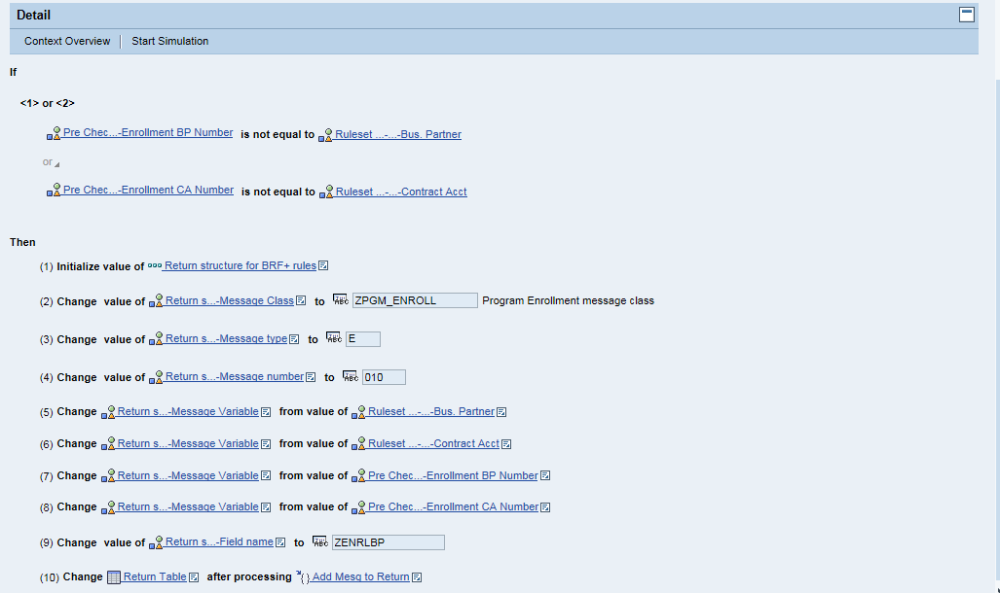 Detail
Context Overview Start Simulation
If
<1> or <2>
Pre Chec...-Enrollment BP Number is not equal to Ruleset ...-...-Bus. Partner
or
Pre Chec...-Enrollment CA Number is not equal to Ruleset ...-...-Contract Acct
Then
(1) Initialize value of Return structure for BRF+ rules
(2) Change value of Return s...-Message Class to ZPGM_ENROLL Program Enrollment message class
(3) Change value of Return s...-Message type to E
(4) Change value of Return s...-Message number to 010
(5) Change Return s...-Message Variable from value of Ruleset ...-...-Bus. Partner
(6) Change Return s...-Message Variable from value of Ruleset ...-...-Contract Acct
(7) Change Return s...-Message Variable from value of Pre Chec...-Enrollment BP Number
(8) Change Return s...-Message Variable from value of Pre Chec...-Enrollment CA Number
(9) Change value of Return s...-Field name to ZENRLBP
(10) Change Return Table after processing Add Mesg to Return